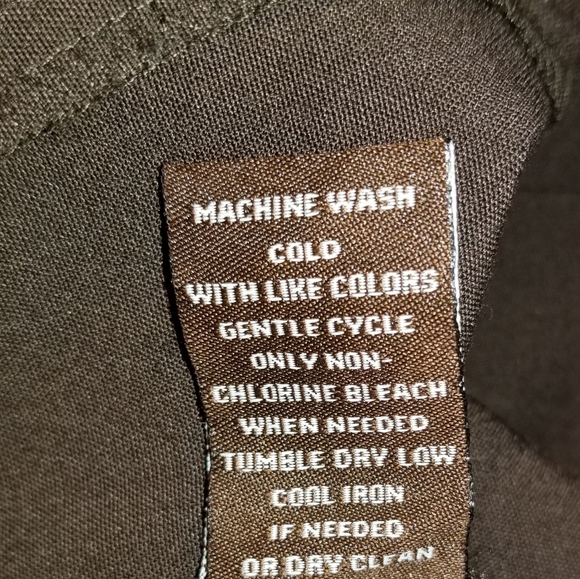 MACHINE WASH
COLD
WITH LIKE COLORS
GENTLE CYCLE
ONLY NON-
CHLORINE BLEACH
WHEN NEEDED
TUMBLE DRY LOW
COOL IRON
IF NEEDED
OR DRY CLEAN